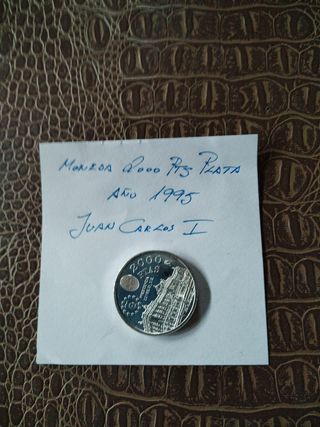 MONEDA 2000 Pts PLATA
AÑO 1995
JUAN CARLOS I
2000
PTAS